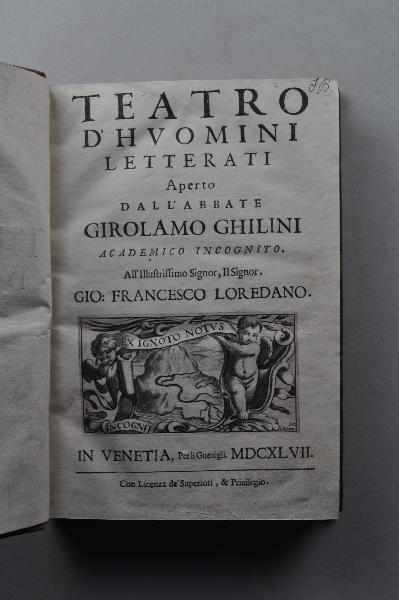 TEATRO
D'HVOMINI
LETTERATI
Aperto
DALL'ABBATE
GIROLAMO GHILINI
ACADEMICO INCOGNITO.
All'Illustrissimo Signor, Il Signor.
GIO: FRANCESCO LOREDANO.
EX IGNOTO NOTVS
INCOGNITI
IN VENETIA, Per li Guerigli. MDCXLVII.
Con Licenza de' Superiori, & Priuilegio.